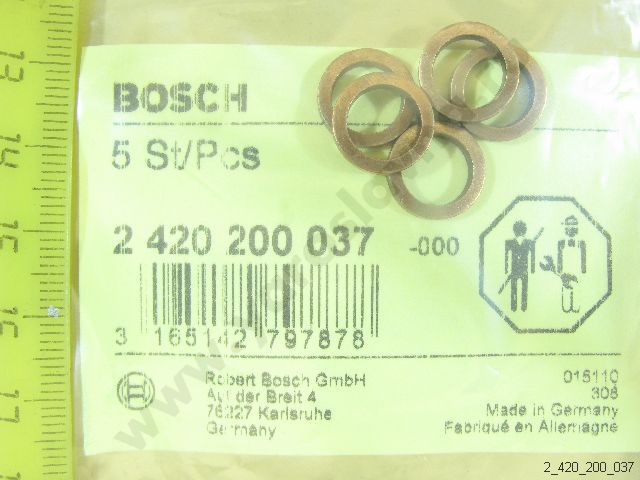 BOSCH
5 St/Pcs
2 420 200 037 -000
3 165142 797878
Robert Bosch GmbH
Auf der Breit 4
76227 Karlsruhe
Germany
015110
308
Made in Germany
Fabriqué en Allemagne
13
14
15
16
17
2_420_200_037